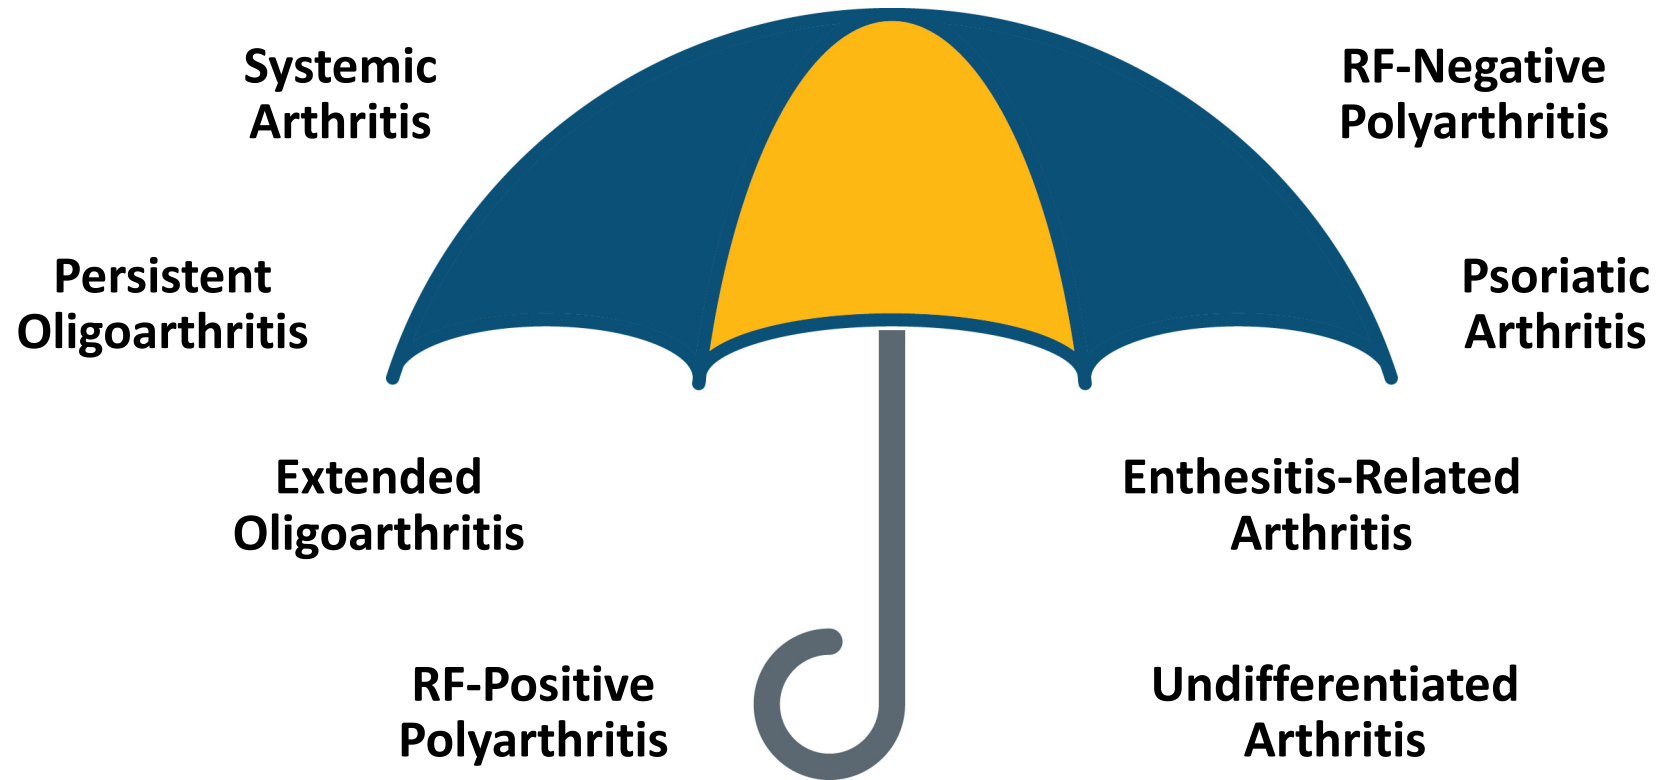 Systemic
Arthritis
RF-Negative
Polyarthritis
Persistent
Oligoarthritis
Psoriatic
Arthritis
Extended
Oligoarthritis
Enthesitis-Related
Arthritis
RF-Positive
Polyarthritis
Undifferentiated
Arthritis